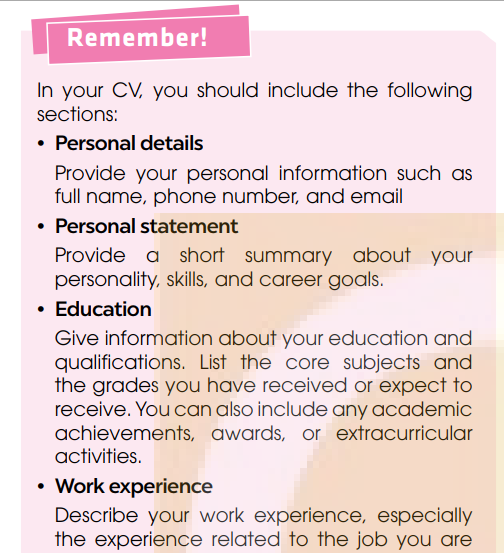 Remember!
In your CV, you should include the following
sections:
• Personal details
Provide your personal information such as
full name, phone number, and email
• Personal statement
Provide a short summary about your
personality, skills, and career goals.
• Education
Give information about your education and
qualifications. List the core subjects and
the grades you have received or expect to
receive. You can also include any academic
achievements, awards, or extracurricular
activities.
• Work experience
Describe your work experience, especially
the experience related to the job you are